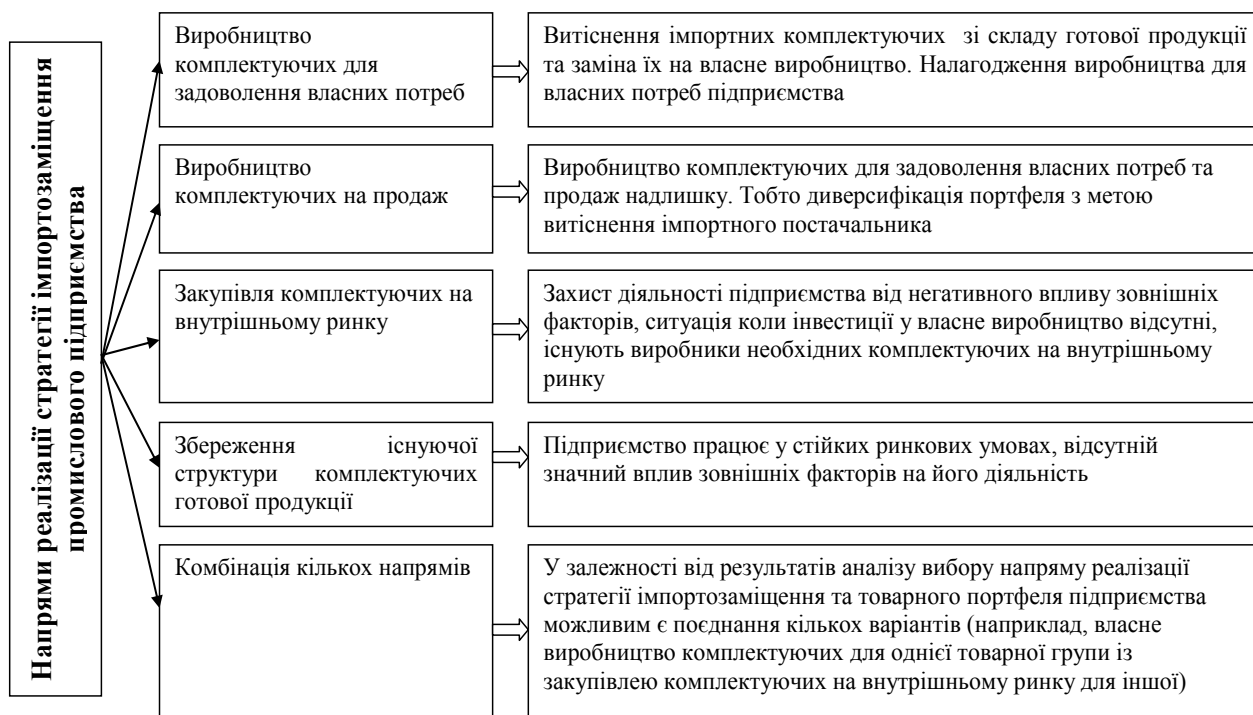 Напрями реалізації стратегії імпортозаміщення
промислового підприємства
Виробництво
комплектуючих для
задоволення власних потреб
Витіснення імпортних комплектуючих зі складу готової продукції
та заміна їх на власне виробництво. Налагодження виробництва для
власних потреб підприємства
Виробництво
комплектуючих на продаж
Виробництво комплектуючих для задоволення власних потреб та
продаж надлишку. Тобто диверсифікація портфеля з метою
витіснення імпортного постачальника
Закупівля комплектуючих на
внутрішньому ринку
Захист діяльності підприємства від негативного впливу зовнішніх
факторів, ситуація коли інвестиції у власне виробництво відсутні,
існують виробники необхідних комплектуючих на внутрішньому
ринку
Збереження існуючої
структури комплектуючих
готової продукції
Підприємство працює у стійких ринкових умовах, відсутній
значний вплив зовнішніх факторів на його діяльність
Комбінація кількох напрямів
У залежності від результатів аналізу вибору напряму реалізації
стратегії імпортозаміщення та товарного портфеля підприємства
можливим є поєднання кількох варіантів (наприклад, власне
виробництво комплектуючих для однієї товарної групи із
закупівлею комплектуючих на внутрішньому ринку для іншої)